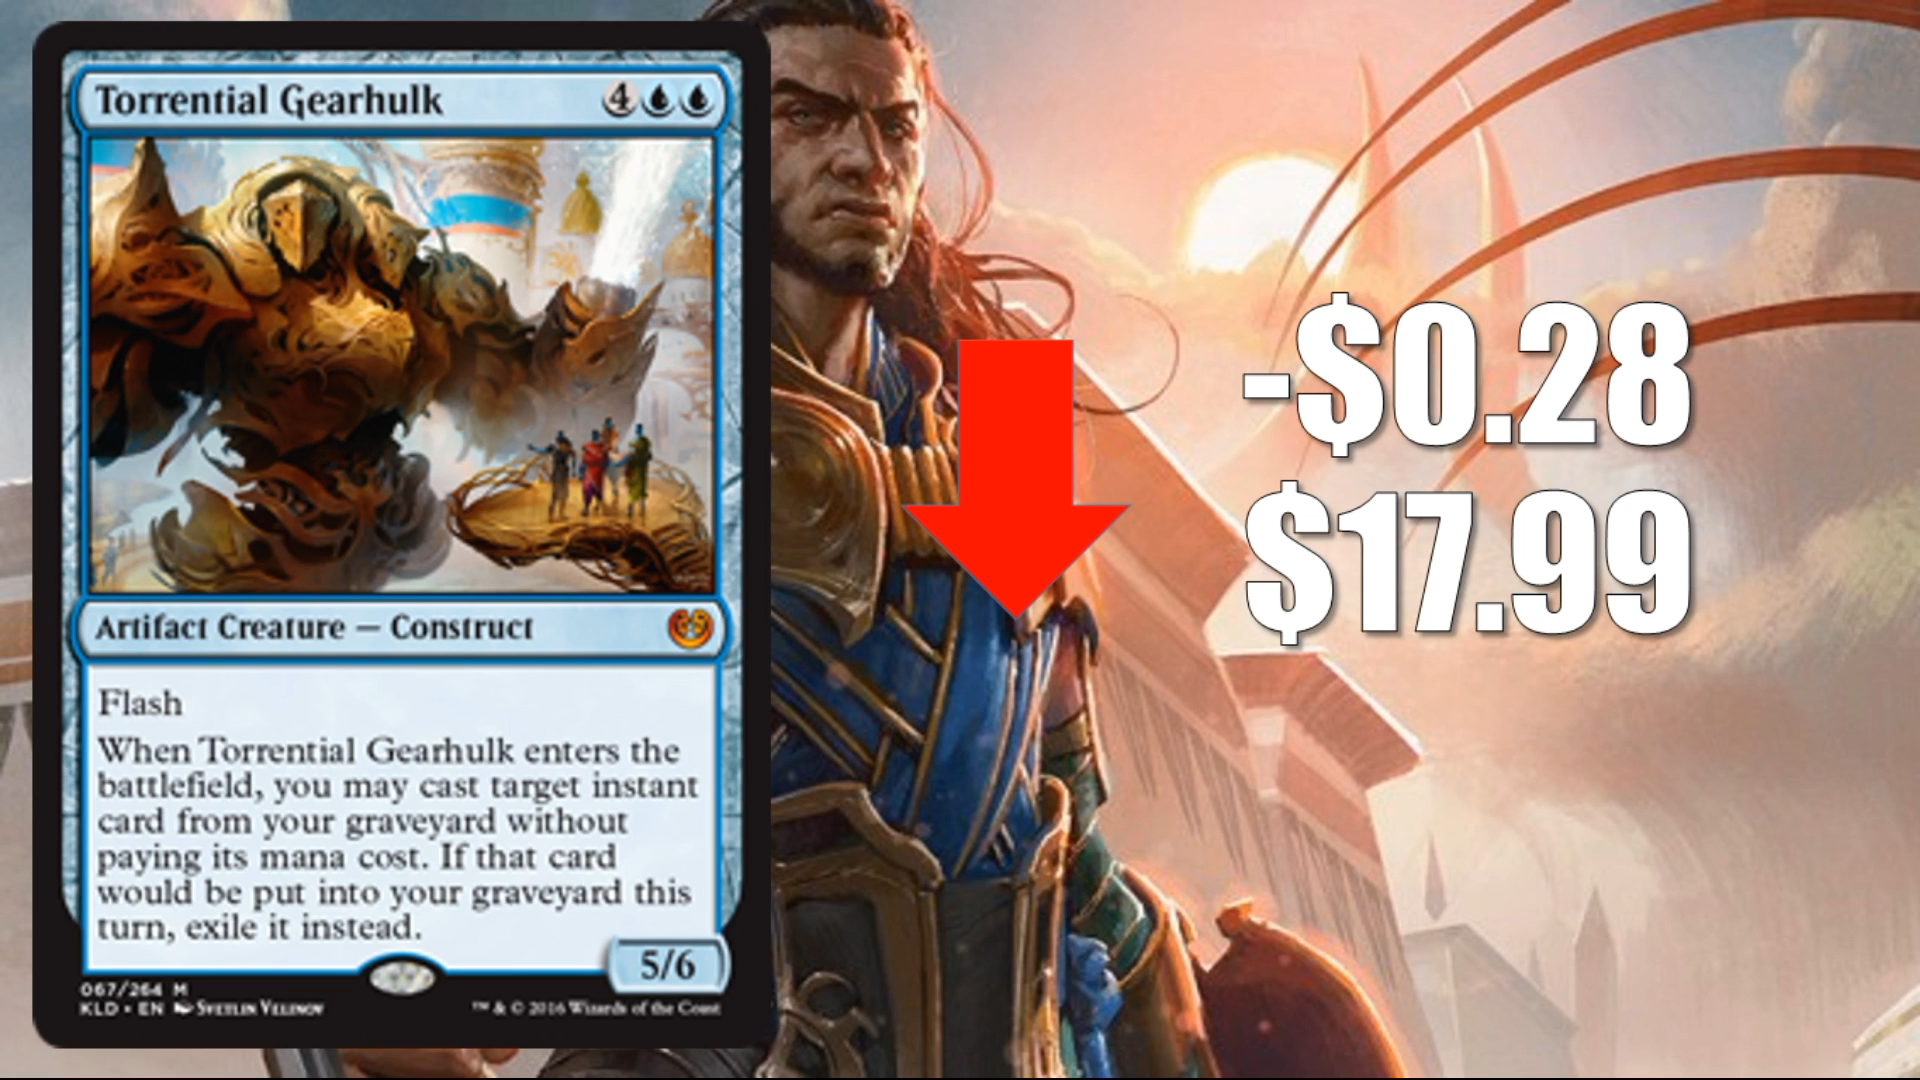 Torrential Gearhulk
4
Artifact Creature — Construct
Flash
When Torrential Gearhulk enters the
battlefield, you may cast target instant
card from your graveyard without
paying its mana cost. If that card
would be put into your graveyard this
turn, exile it instead.
5/6
067/264 M
KLD • EN Svetlin Velinov
™ & © 2016 Wizards of the Coast
-$0.28
$17.99